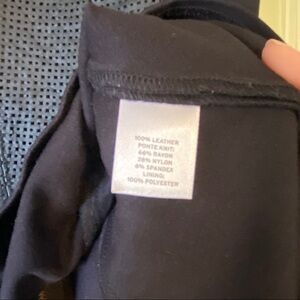 100% LEATHER
PONTE KNIT:
66% RAYON
28% NYLON
6% SPANDEX
LINING:
100% POLYESTER